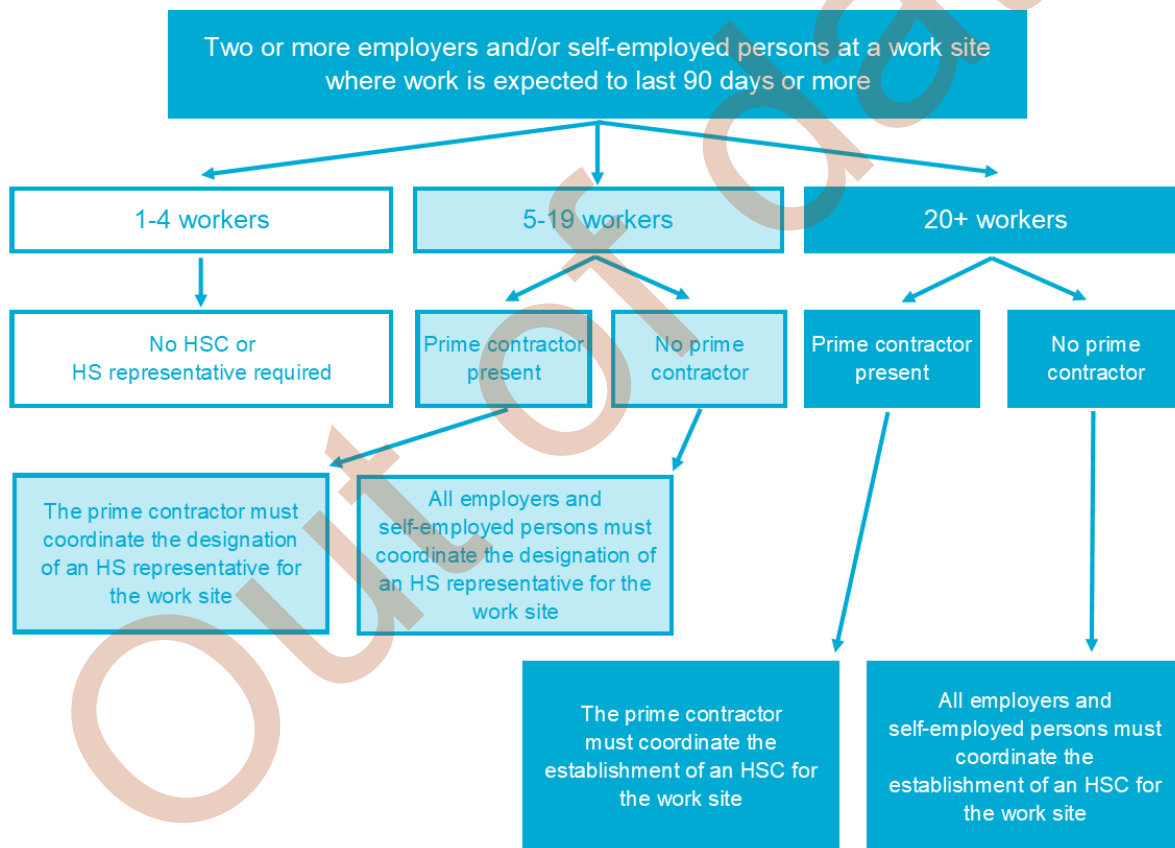 Two or more employers and/or self-employed persons at a work site
where work is expected to last 90 days or more
1-4 workers
5-19 workers
20+ workers
No HSC or
HS representative required
Prime contractor
present
No prime
contractor
Prime contractor
present
No prime
contractor
The prime contractor must
coordinate the designation
of an HS representative for
the work site
All employers and
self-employed persons must
coordinate the designation of
an HS representative for the
work site
The prime contractor
must coordinate the
establishment of an HSC for
the work site
All employers and
self-employed persons must
coordinate the
establishment of an HSC for
the work site
Out of da